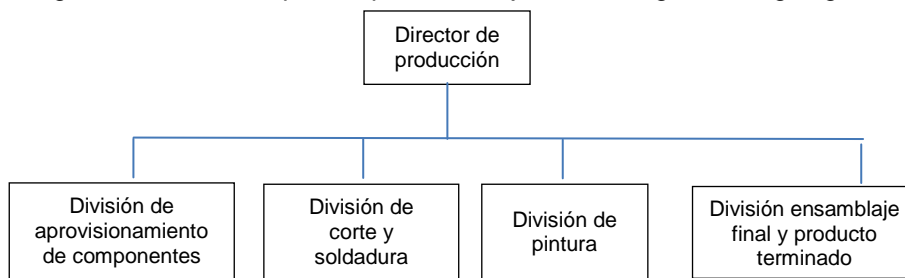 Director de
producción
División de
aprovisionamiento
de componentes
División de
corte y
soldadura
División de
pintura
División ensamblaje
final y producto
terminado